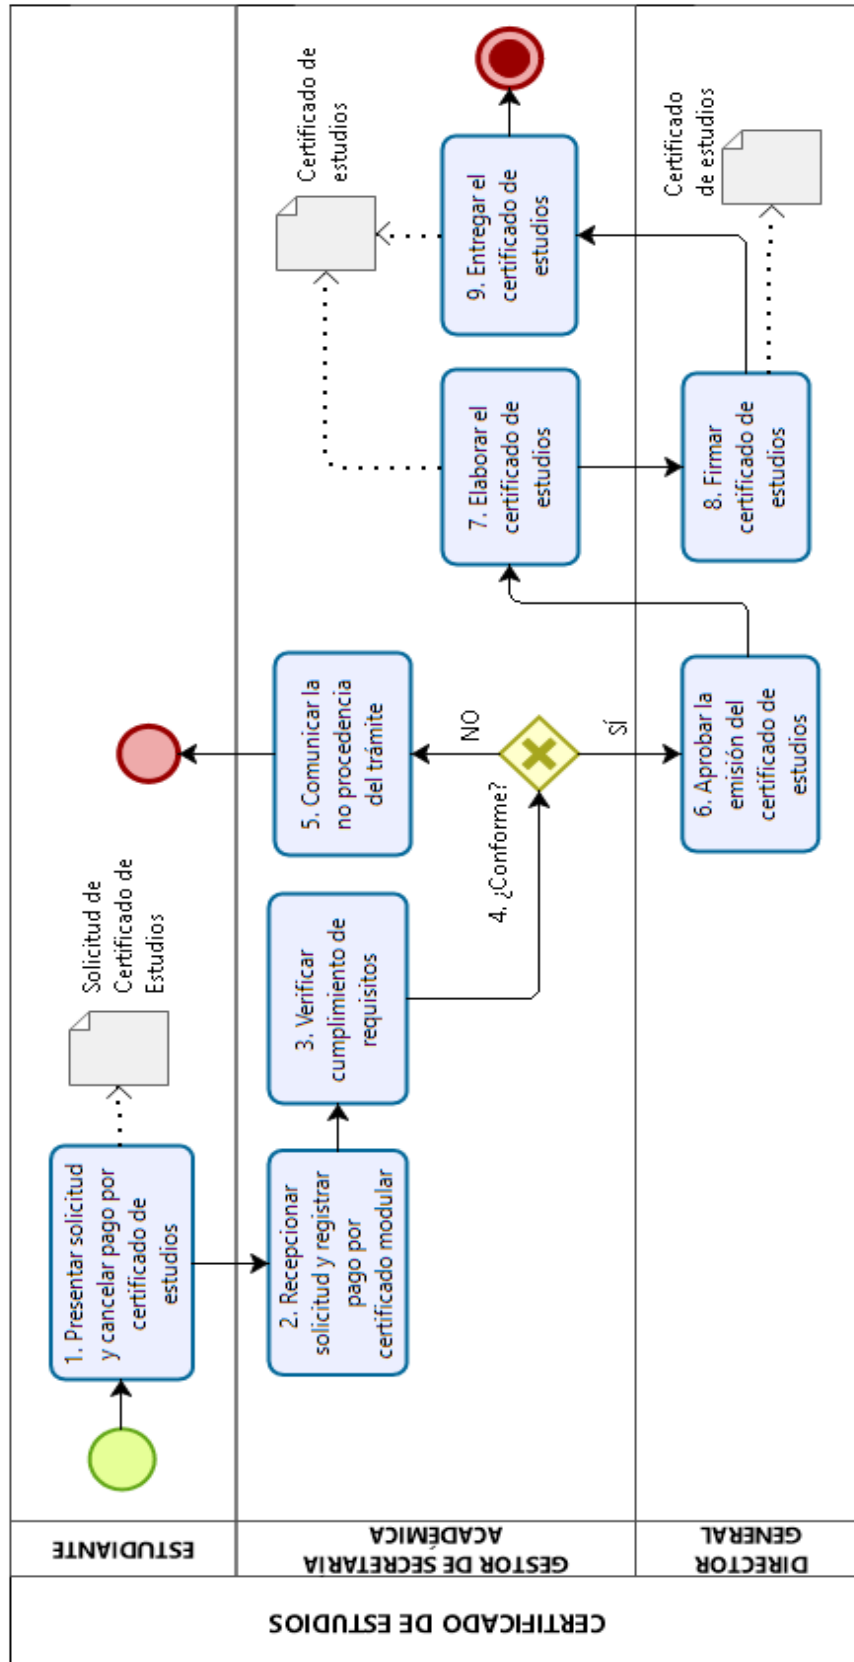 CERTIFICADO DE ESTUDIOS
ESTUDIANTE
GESTOR DE SECRETARÍA
ACADÉMICA
DIRECTOR
GENERAL
1. Presentar solicitud
y cancelar pago por
certificado de
estudios
Solicitud de
Certificado de
Estudios
2. Recepcionar
solicitud y registrar
pago por
certificado modular
3. Verificar
cumplimiento de
requisitos
4. ¿Conforme?
NO
SÍ
5. Comunicar la
no procedencia
del trámite
6. Aprobar la
emisión del
certificado de
estudios
7. Elaborar el
certificado de
estudios
8. Firmar
certificado de
estudios
9. Entregar el
certificado de
estudios
Certificado de
estudios
Certificado
de estudios